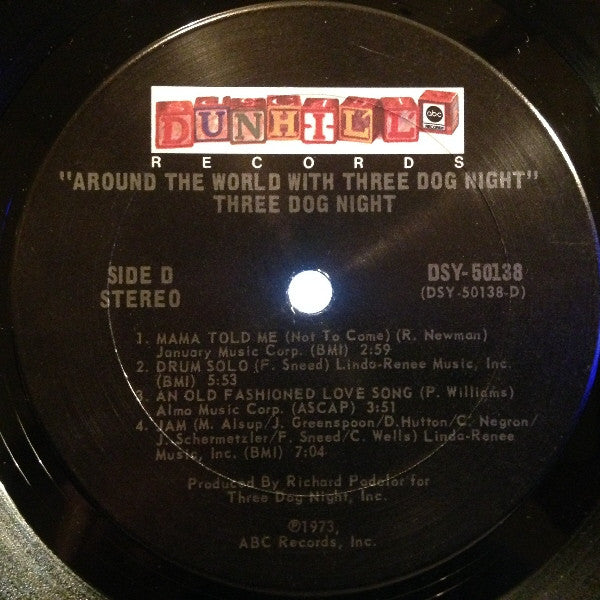 DUNHILL
abc
RECORDS
"AROUND THE WORLD WITH THREE DOG NIGHT"
THREE DOG NIGHT
SIDE D
STEREO
DSY-50138
(DSY-50138-D)
1. MAMA TOLD ME (Not To Come) (R. Newman)
January Music Corp. (BMI) 2:59
2. DRUM SOLO (F. Sneed) Linda-Renee Music, Inc.
(BMI) 5:53
3. AN OLD FASHIONED LOVE SONG (P. Williams)
Almo Music Corp. (ASCAP) 3:51
4. JAM (M. Alsup/J. Greenspoon/D.Hutton/C. Negron/
J. Schermetzler/F. Sneed/C. Wells) Linda-Renee
Music, Inc. (BMI) 7:04
Produced By Richard Podolor for
Three Dog Night, Inc.
℗1973,
ABC Records, Inc.